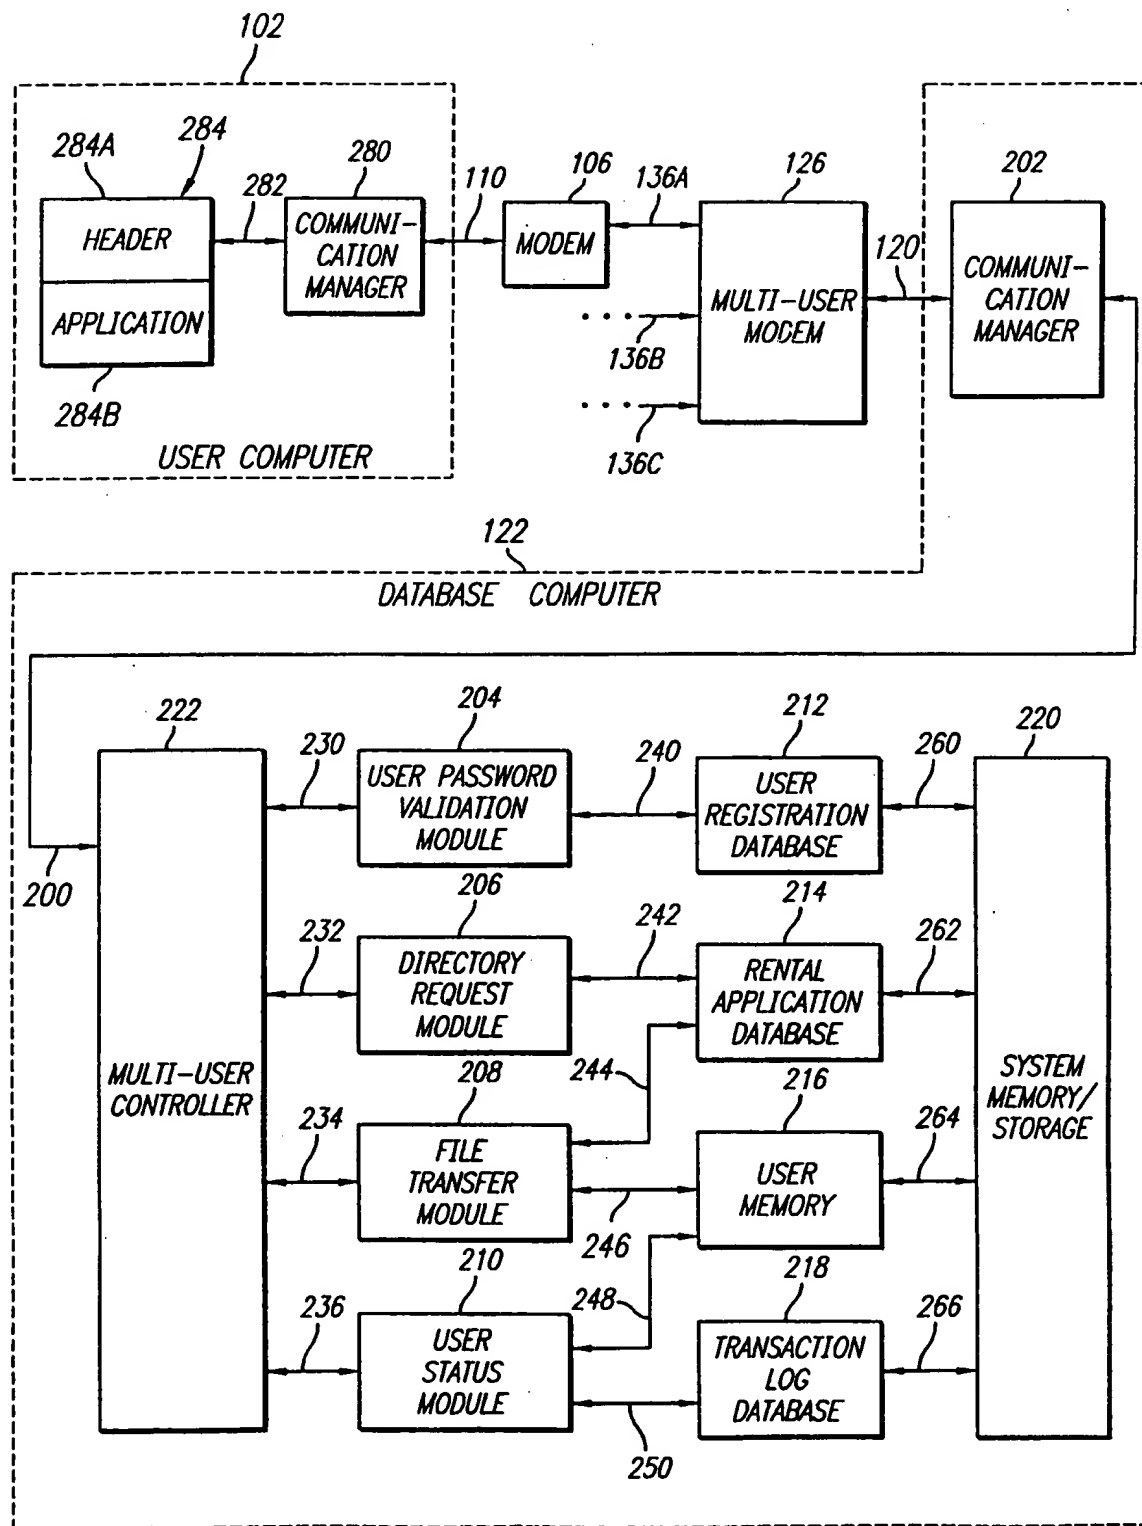 102
284A
284
282
280
110
106
136A
126
202
HEADER
APPLICATION
COMMUNI-
CATION
MANAGER
MODEM
MULTI-USER
MODEM
120
COMMUNI-
CATION
MANAGER
136B
136C
284B
USER COMPUTER
122
DATABASE COMPUTER
222
230
204
240
212
260
220
USER PASSWORD
VALIDATION
MODULE
USER
REGISTRATION
DATABASE
200
232
206
242
214
262
DIRECTORY
REQUEST
MODULE
RENTAL
APPLICATION
DATABASE
MULTI-USER
CONTROLLER
234
208
244
216
264
SYSTEM
MEMORY/
STORAGE
FILE
TRANSFER
MODULE
USER
MEMORY
246
236
210
248
218
266
USER
STATUS
MODULE
TRANSACTION
LOG
DATABASE
250